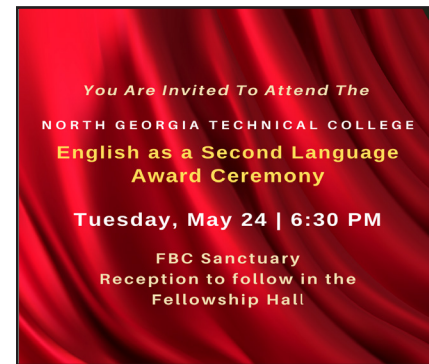 You Are Invited To Attend The
NORTH GEORGIA TECHNICAL COLLEGE
English as a Second Language
Award Ceremony
Tuesday, May 24 | 6:30 PM
FBC Sanctuary
Reception to follow in the
Fellowship Hall